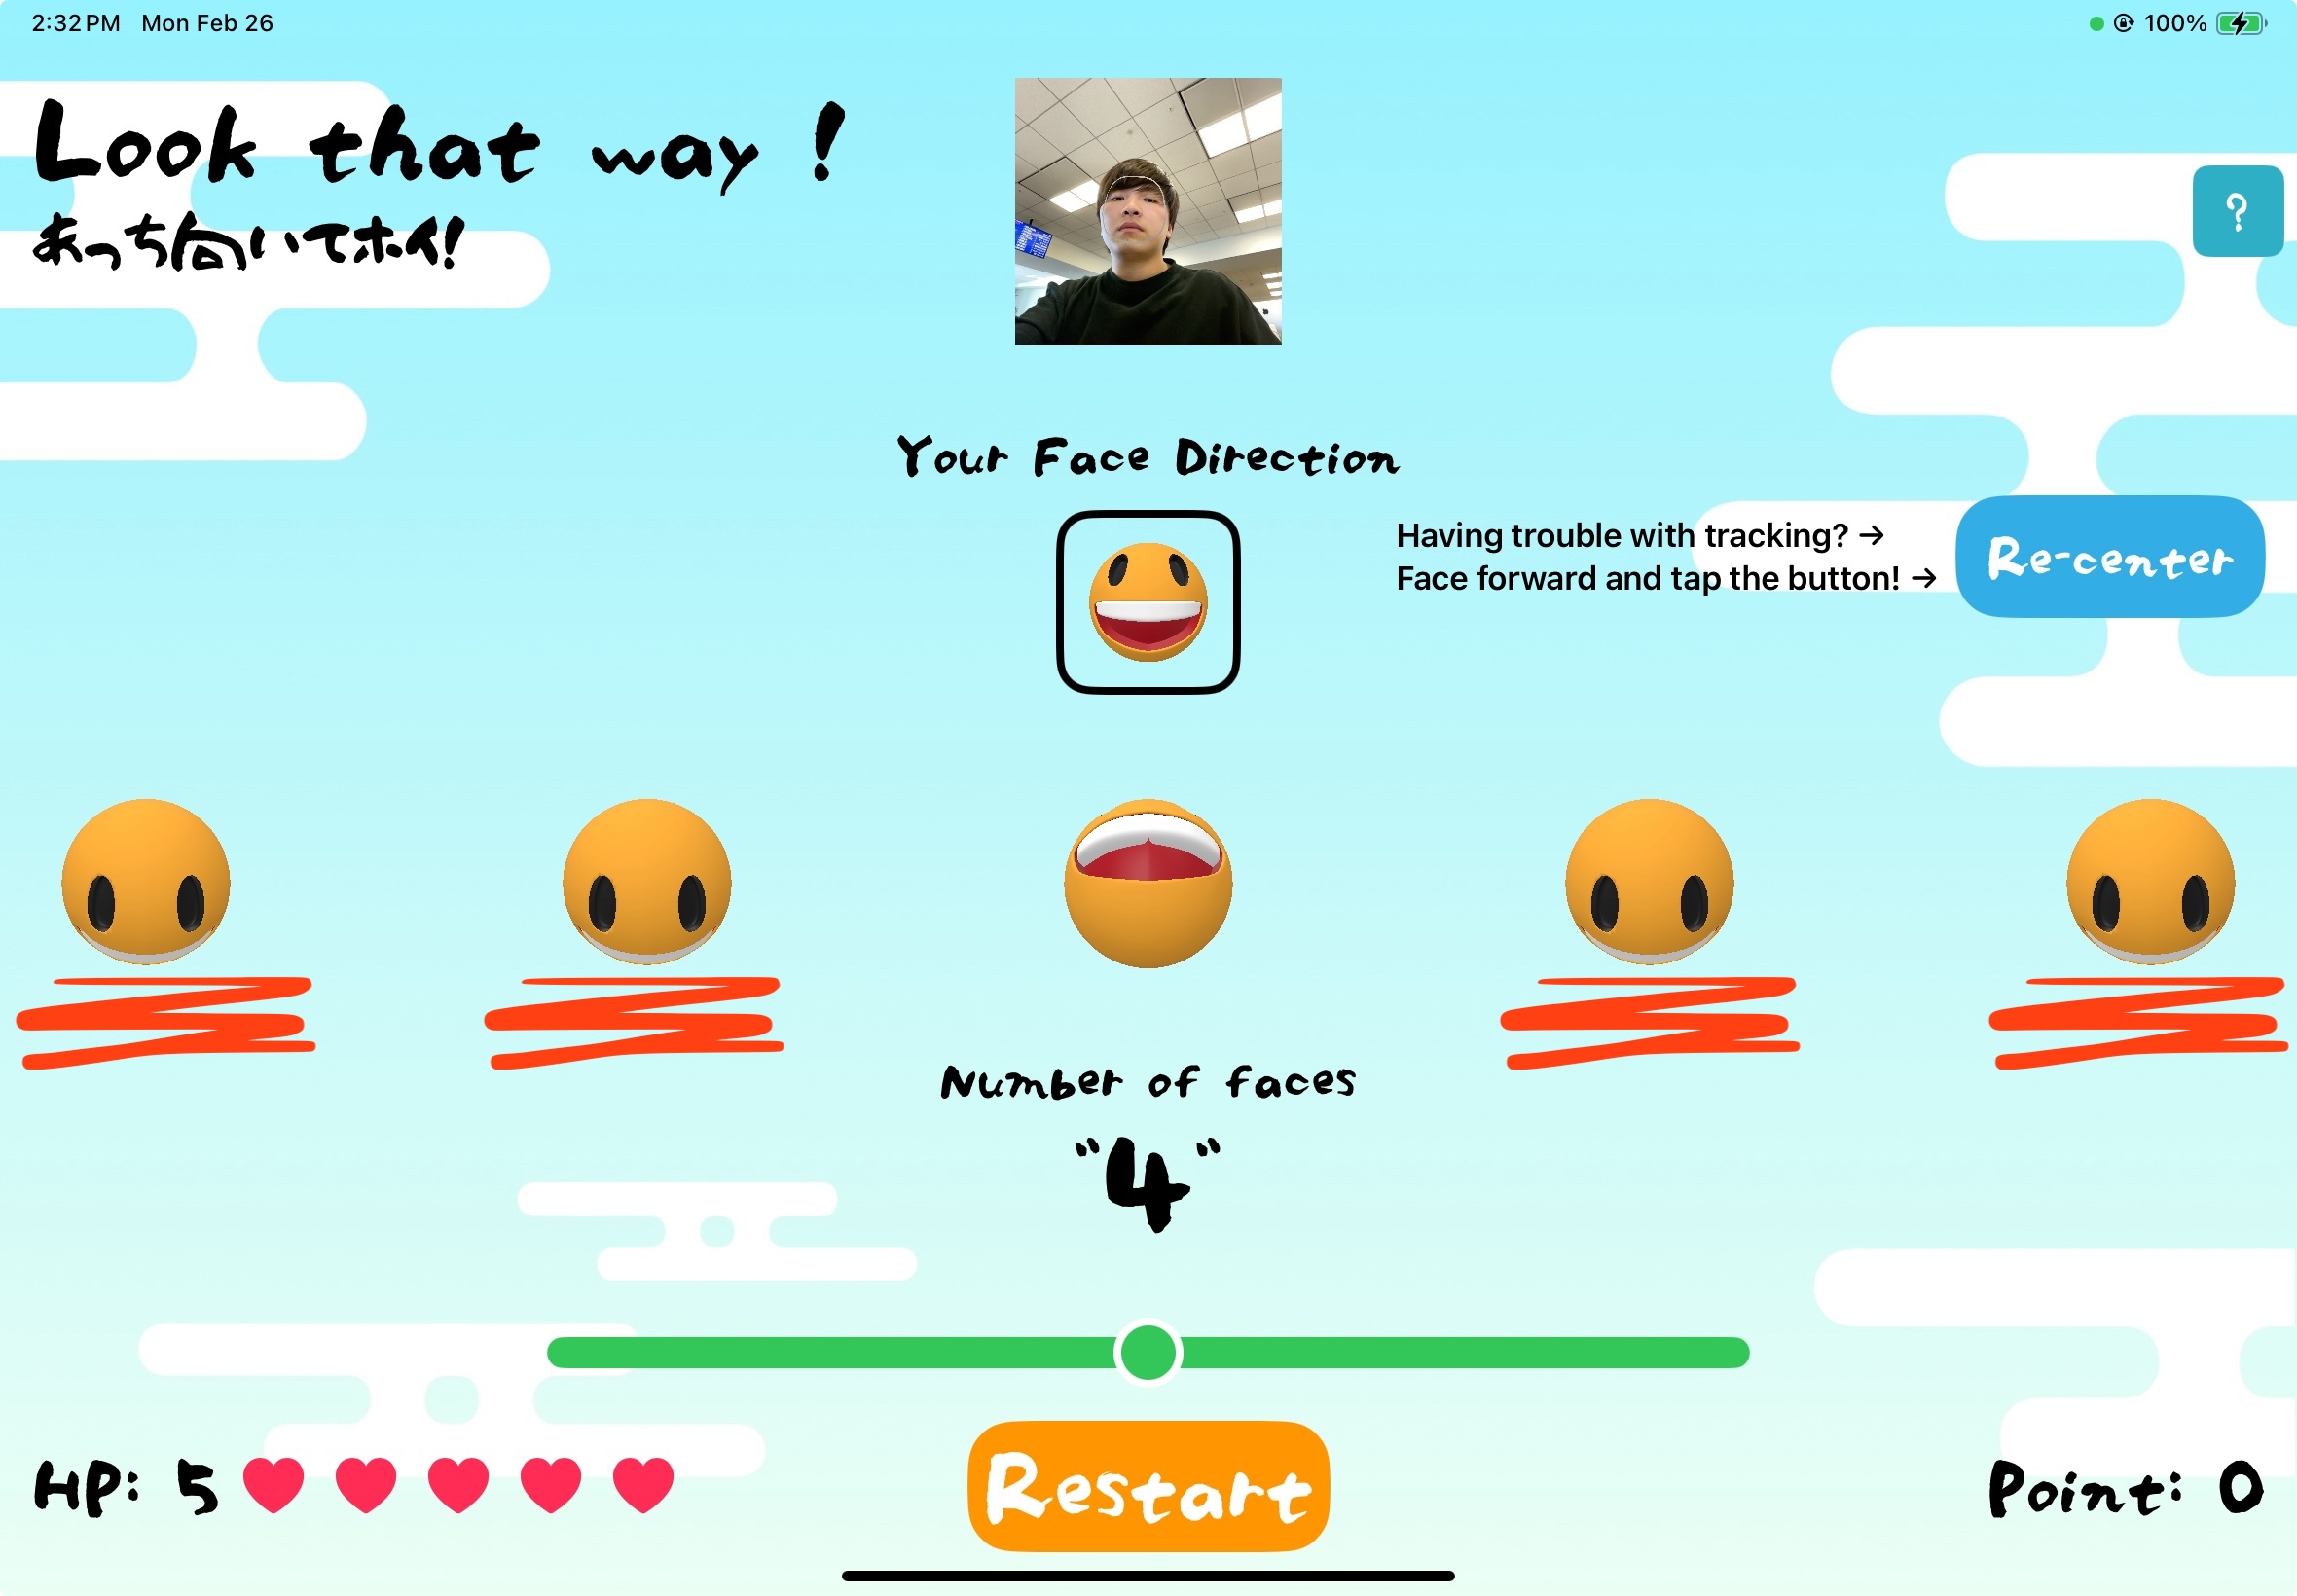 2:32 PM Mon Feb 26
100%
Look that way !
あっち向いてホイ!
?
Your Face Direction
Having trouble with tracking? →
Face forward and tap the button! →
Re-center
Number of faces
"4"
HP: 5
Restart
Point: 0